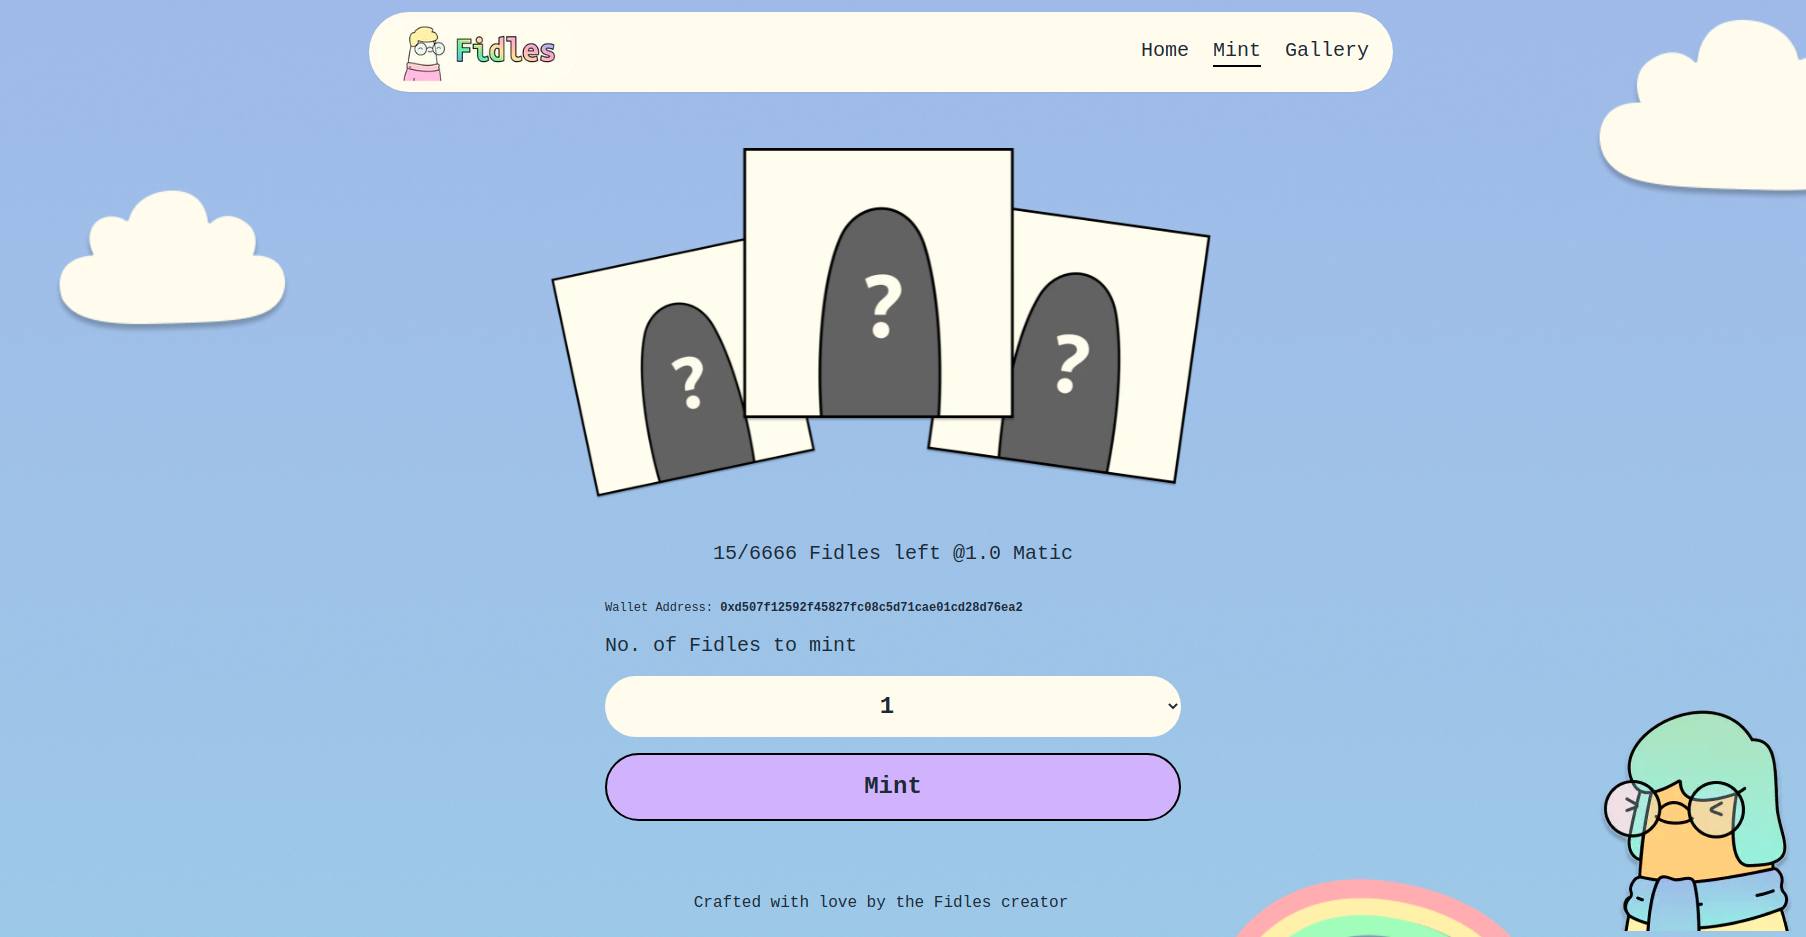 Fidles
Home Mint Gallery
? ? ?
15/6666 Fidles left @1.0 Matic
Wallet Address: 0xd507f12592f45827fc08c5d71cae01cd28d76ea2
No. of Fidles to mint
1
Mint
Crafted with love by the Fidles creator